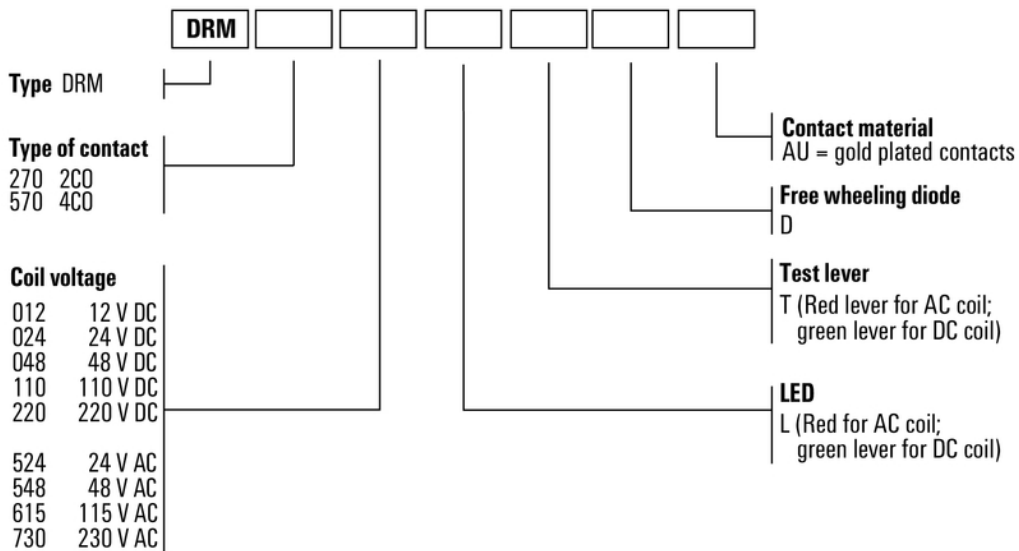 DRM
Type DRM
Type of contact
270 2CO
570 4CO
Coil voltage
012 12 V DC
024 24 V DC
048 48 V DC
110 110 V DC
220 220 V DC
524 24 V AC
548 48 V AC
615 115 V AC
730 230 V AC
Contact material
AU = gold plated contacts
Free wheeling diode
D
Test lever
T (Red lever for AC coil;
green lever for DC coil)
LED
L (Red for AC coil;
green lever for DC coil)